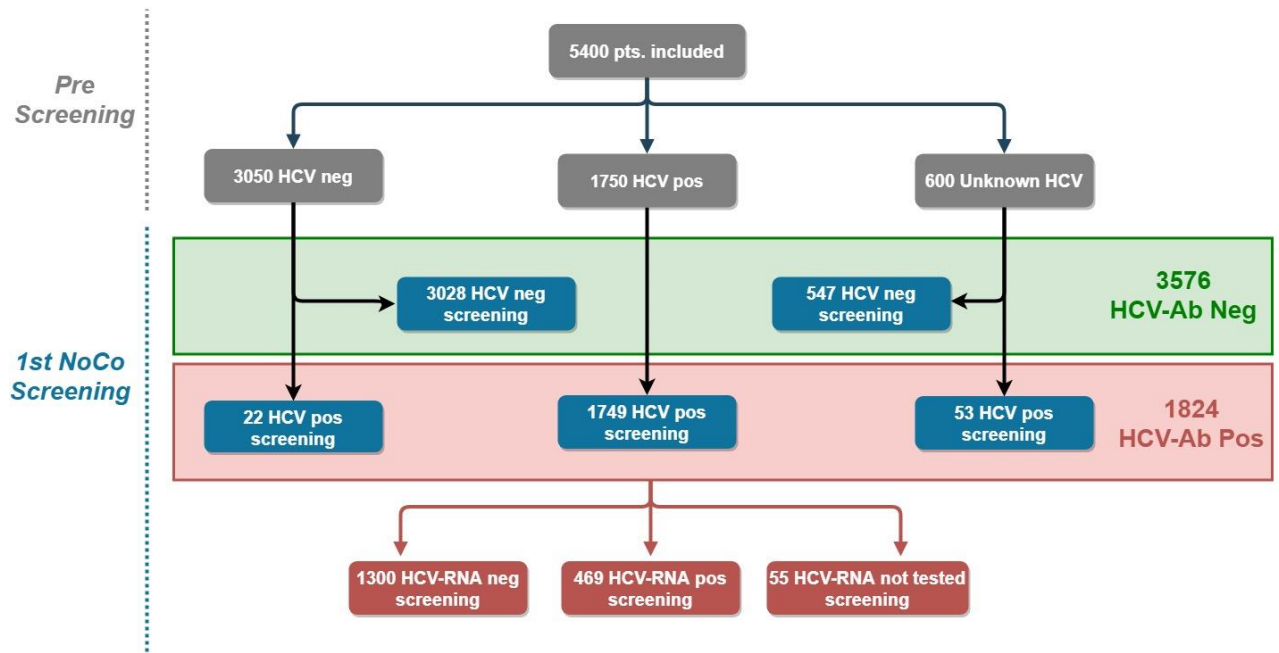 Pre
Screening
5400 pts. included
3050 HCV neg
1750 HCV pos
600 Unknown HCV
1st NoCo
Screening
3028 HCV neg
screening
547 HCV neg
screening
3576
HCV-Ab Neg
22 HCV pos
screening
1749 HCV pos
screening
53 HCV pos
screening
1824
HCV-Ab Pos
1300 HCV-RNA neg
screening
469 HCV-RNA pos
screening
55 HCV-RNA not tested
screening